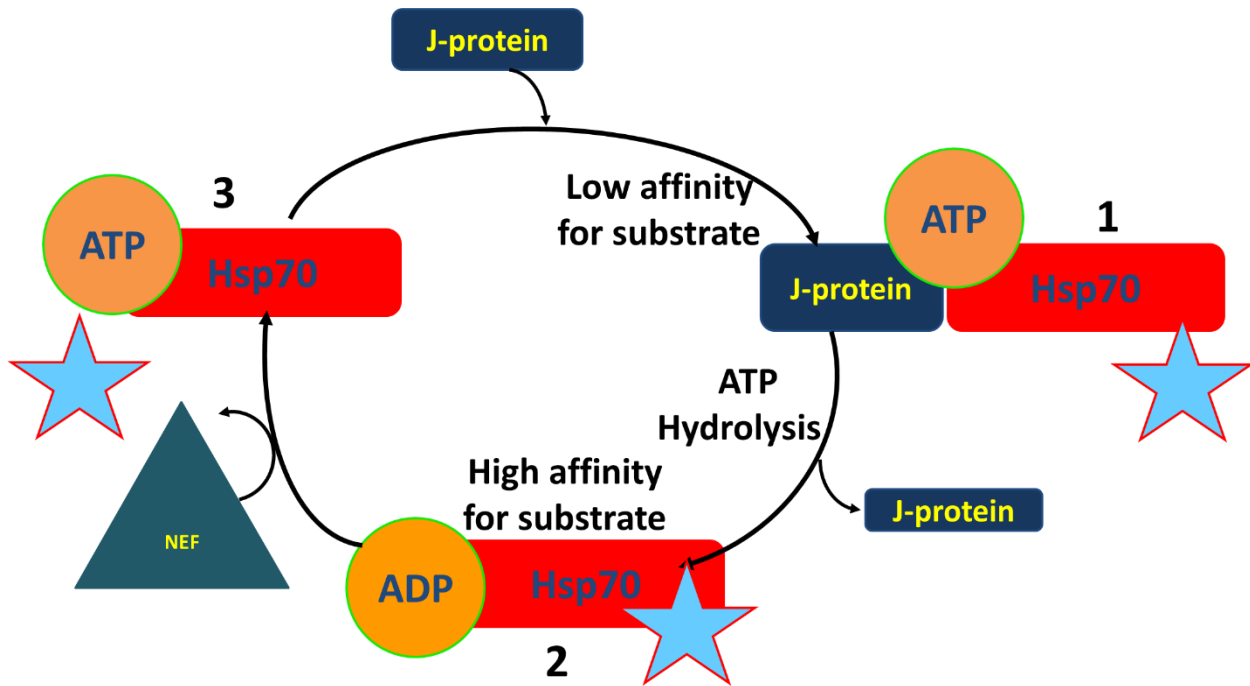 J-protein
3
ATP
Hsp70
Low affinity
for substrate
ATP
1
J-protein
Hsp70
ATP
Hydrolysis
High affinity
for substrate
J-protein
NEF
ADP
Hsp70
2